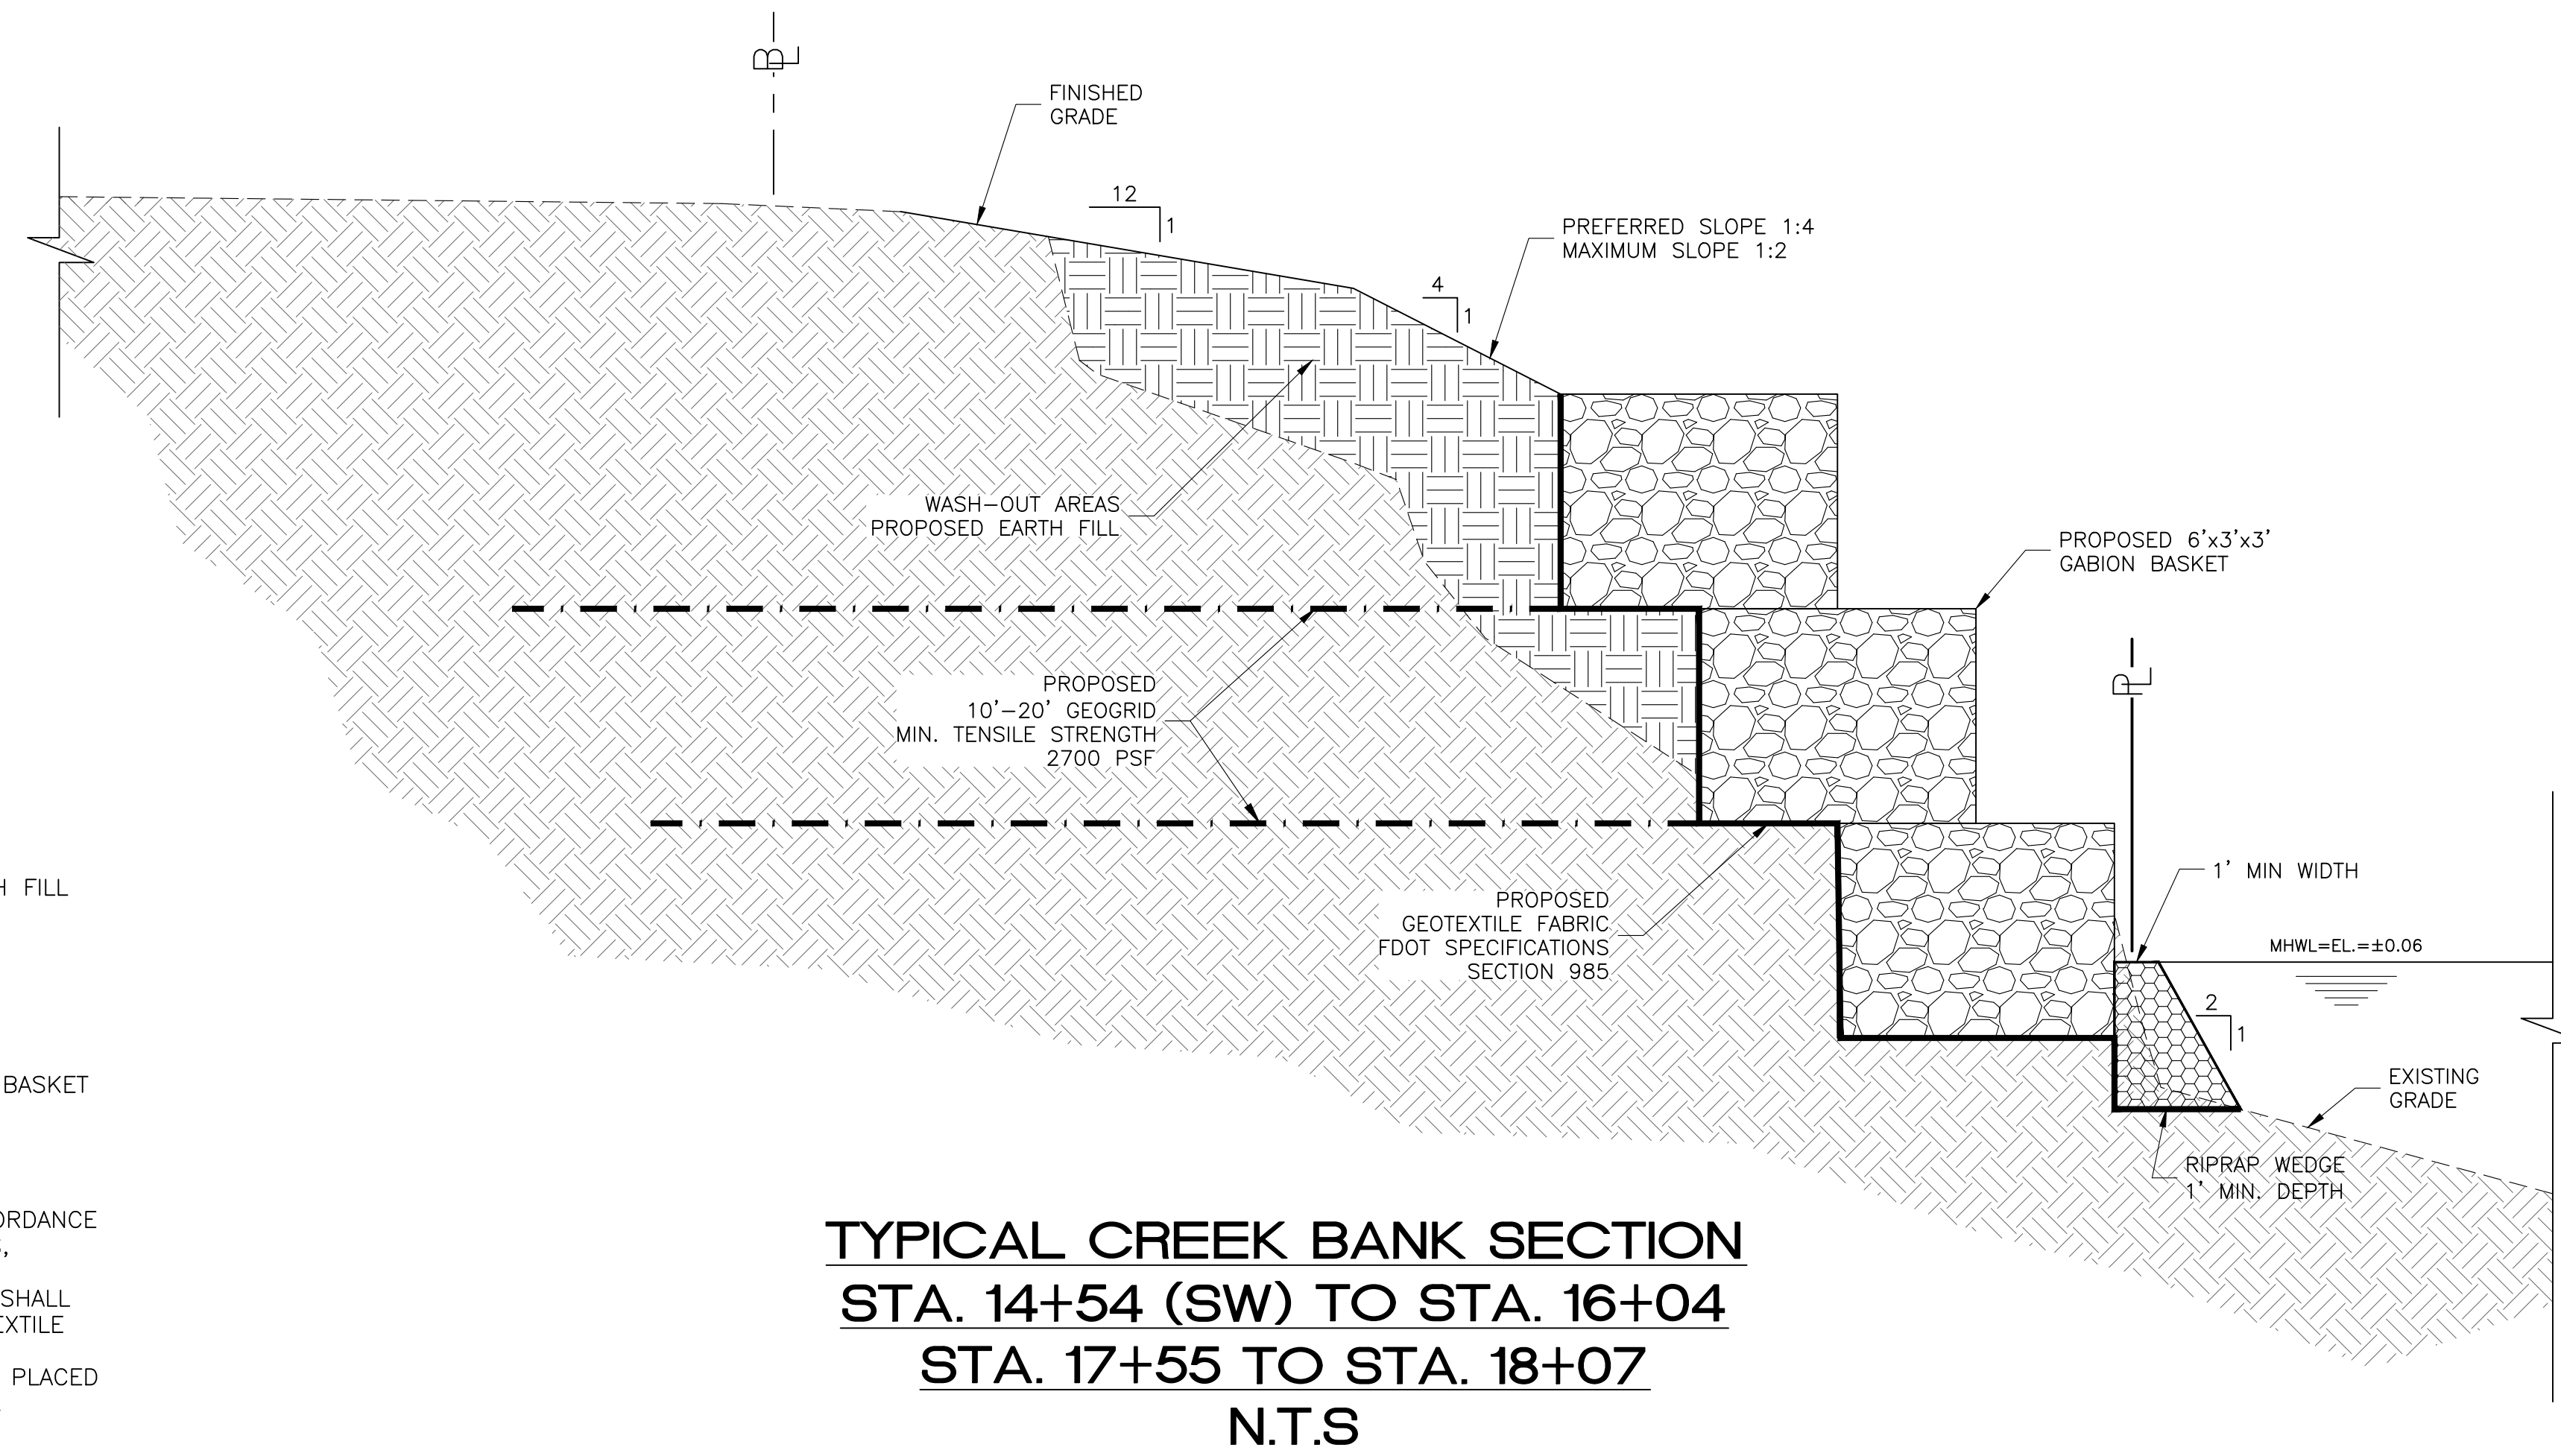 BL
FINISHED
GRADE
12
1
PREFERRED SLOPE 1:4
MAXIMUM SLOPE 1:2
4
1
WASH-OUT AREAS
PROPOSED EARTH FILL
PROPOSED 6'x3'x3'
GABION BASKET
PROPOSED
10'-20' GEOGRID
MIN. TENSILE STRENGTH
2700 PSF
PL
1' MIN WIDTH
H FILL
PROPOSED
GEOTEXTILE FABRIC
FDOT SPECIFICATIONS
SECTION 985
MHWL=EL.=±0.06
2
1
BASKET
EXISTING
GRADE
RIPRAP WEDGE
1' MIN. DEPTH
ORDANCE
SHALL
EXTILE
PLACED
TYPICAL CREEK BANK SECTION
STA. 14+54 (SW) TO STA. 16+04
STA. 17+55 TO STA. 18+07
N.T.S